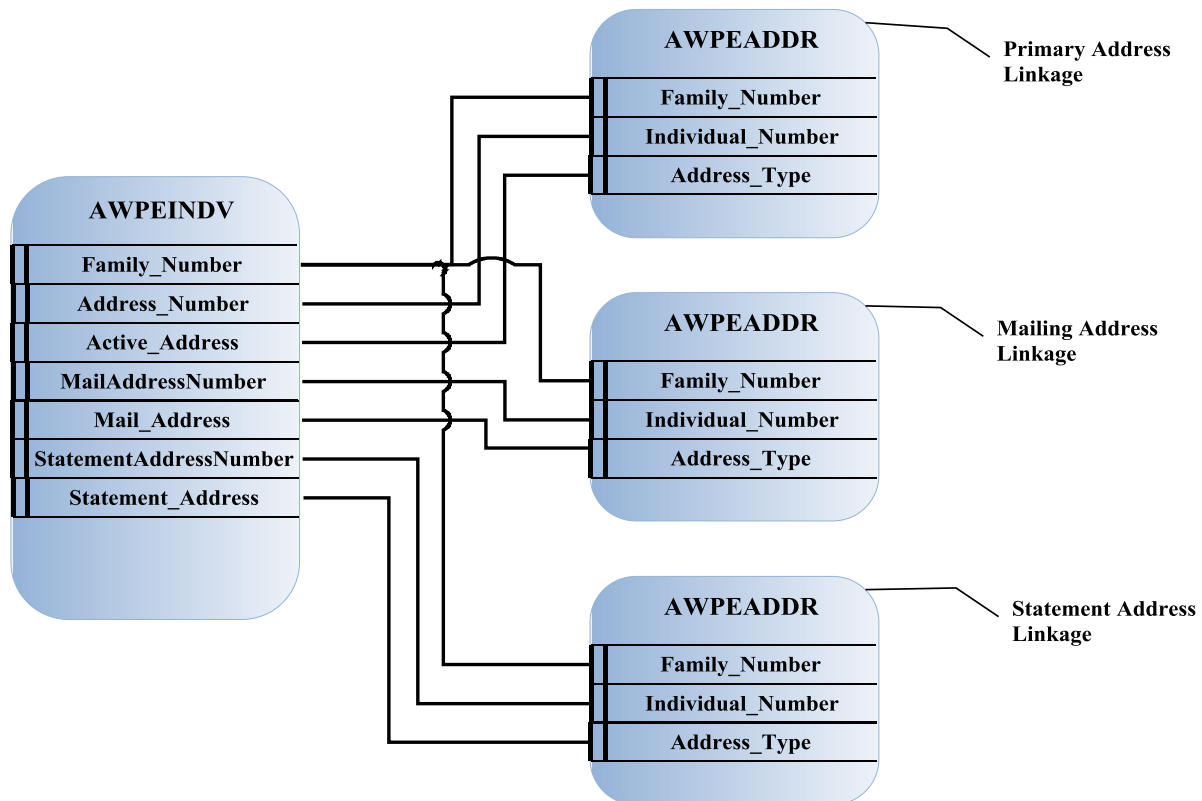 AWPEINDV
Family_Number
Address_Number
Active_Address
MailAddressNumber
Mail_Address
StatementAddressNumber
Statement_Address
AWPEADDR
Family_Number
Individual_Number
Address_Type
Primary Address
Linkage
AWPEADDR
Family_Number
Individual_Number
Address_Type
Mailing Address
Linkage
AWPEADDR
Family_Number
Individual_Number
Address_Type
Statement Address
Linkage